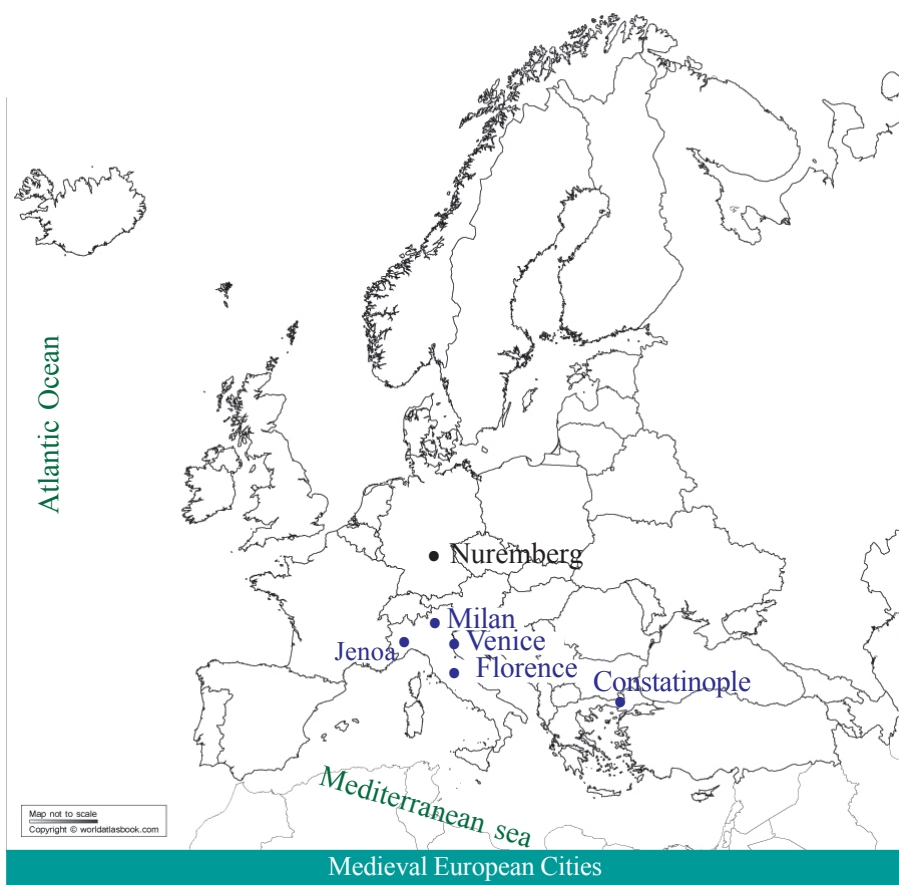 Atlantic Ocean
Nuremberg
Milan
Venice
Jenoa
Florence
Constatinople
Mediterranean sea
Map not to scale
Copyright © worldatlasbook.com
Medieval European Cities